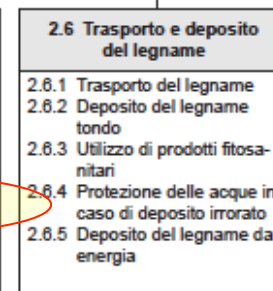 2.6 Trasporto e deposito
del legname
2.6.1 Trasporto del legname
2.6.2 Deposito del legname
tondo
2.6.3 Utilizzo di prodotti fitosa-
nitari
2.6.4 Protezione delle acque in
caso di deposito irrorato
2.6.5 Deposito del legname da
energia